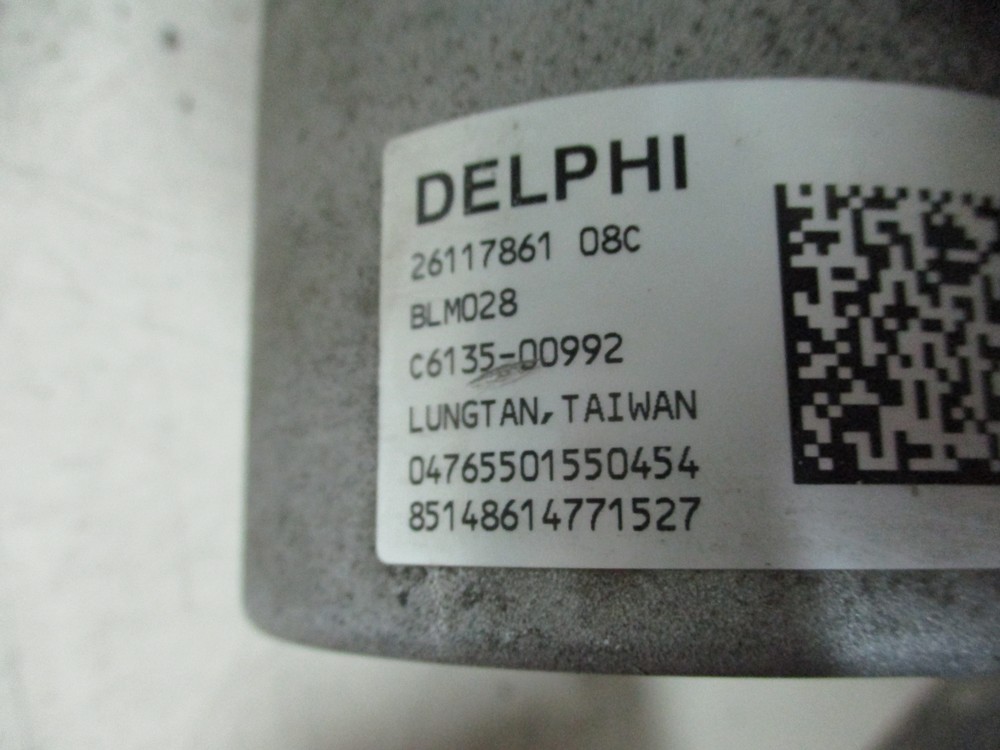 DELPHI
26117861 08C
BLM028
C6135-00992
LUNGTAN, TAIWAN
04765501550454
85148614771527